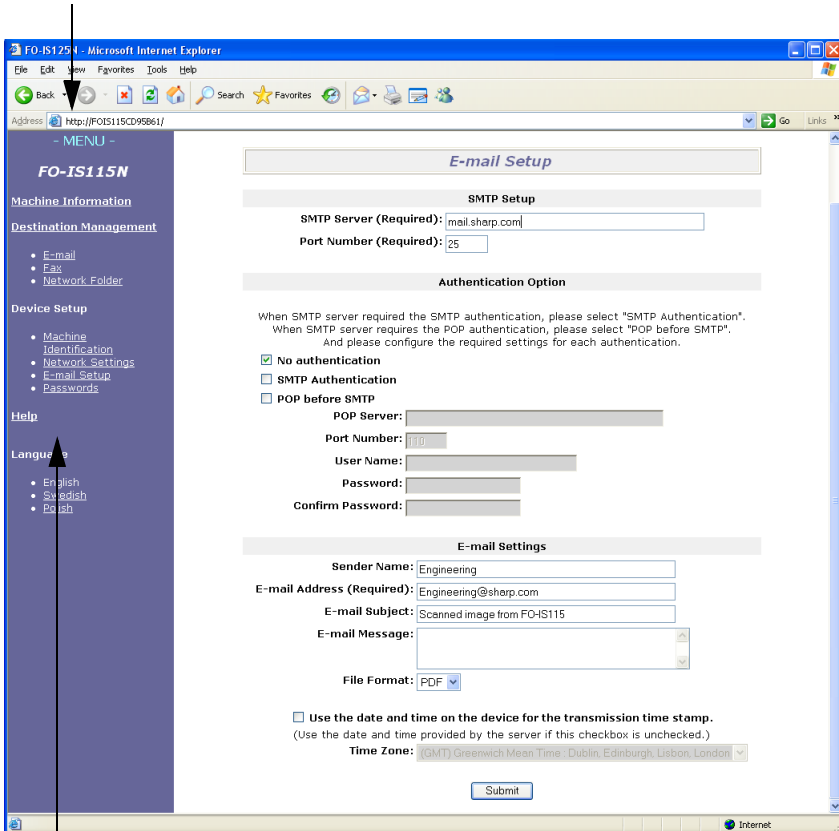 FO-IS125N - Microsoft Internet Explorer
File Edit View Favorites Tools Help
Back Search Favorites
Address http://FOIS115CD95B61/ Go Links »
- MENU -
FO-IS115N
Machine Information
Destination Management
• E-mail
• Fax
• Network Folder
Device Setup
• Machine
Identification
• Network Settings
• E-mail Setup
• Passwords
Help
Language
• English
• Swedish
• Polish
E-mail Setup
SMTP Setup
SMTP Server (Required): mail.sharp.com
Port Number (Required): 25
Authentication Option
When SMTP server required the SMTP authentication, please select "SMTP Authentication".
When SMTP server requires the POP authentication, please select "POP before SMTP".
And please configure the required settings for each authentication.
No authentication
SMTP Authentication
POP before SMTP
POP Server:
Port Number: 110
User Name:
Password:
Confirm Password:
E-mail Settings
Sender Name: Engineering
E-mail Address (Required): Engineering@sharp.com
E-mail Subject: Scanned image from FO-IS115
E-mail Message:
File Format: PDF
Use the date and time on the device for the transmission time stamp.
(Use the date and time provided by the server if this checkbox is unchecked.)
Time Zone: (GMT) Greenwich Mean Time : Dublin, Edinburgh, Lisbon, London
Submit
Internet